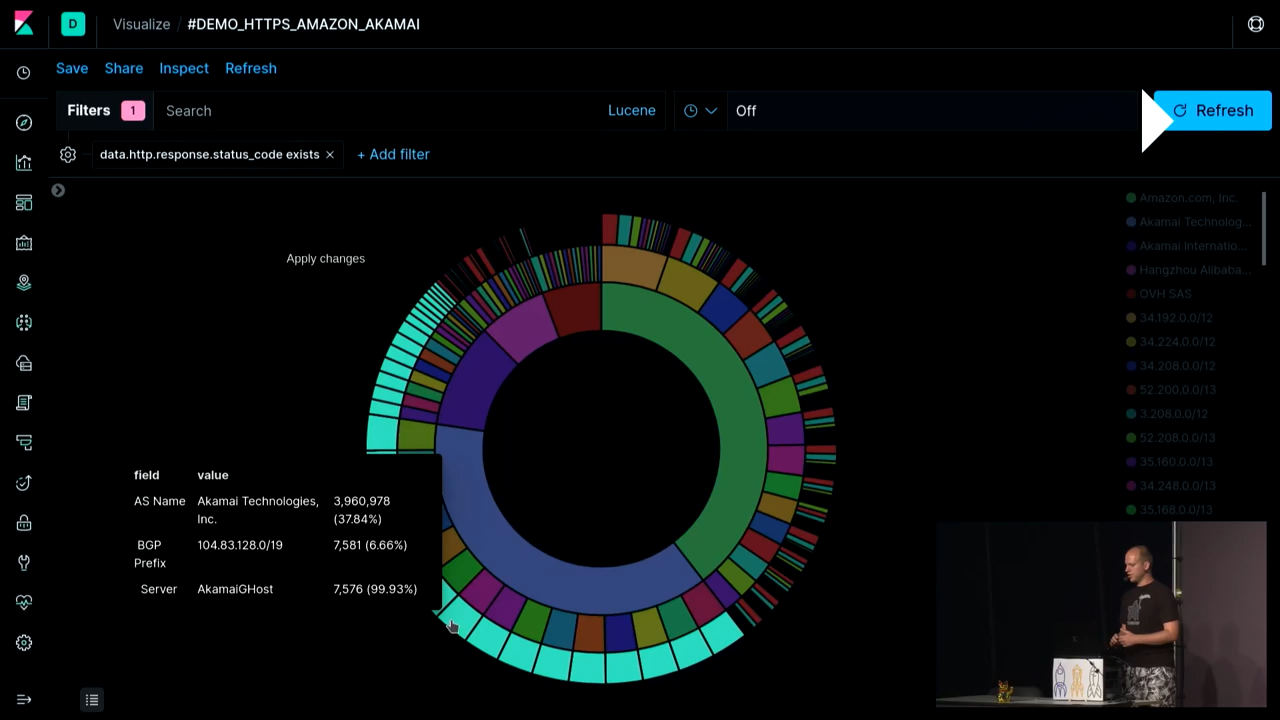 D
Visualize / #DEMO_HTTPS_AMAZON_AKAMAI
Save Share Inspect Refresh
Filters 1 Search Lucene Off Refresh
data.http.response.status_code exists × + Add filter
Apply changes
Amazon.com, Inc.
Akamai Technolog...
Akamai Internatio...
Hangzhou Alibaba...
OVH SAS
34.192.0.0/12
34.224.0.0/12
34.208.0.0/12
52.200.0.0/13
3.208.0.0/12
52.208.0.0/13
35.160.0.0/13
34.248.0.0/13
35.168.0.0/13
field value
AS Name Akamai Technologies, Inc. 3,960,978 (37.84%)
BGP Prefix 104.83.128.0/19 7,581 (6.66%)
Server AkamaiGHost 7,576 (99.93%)